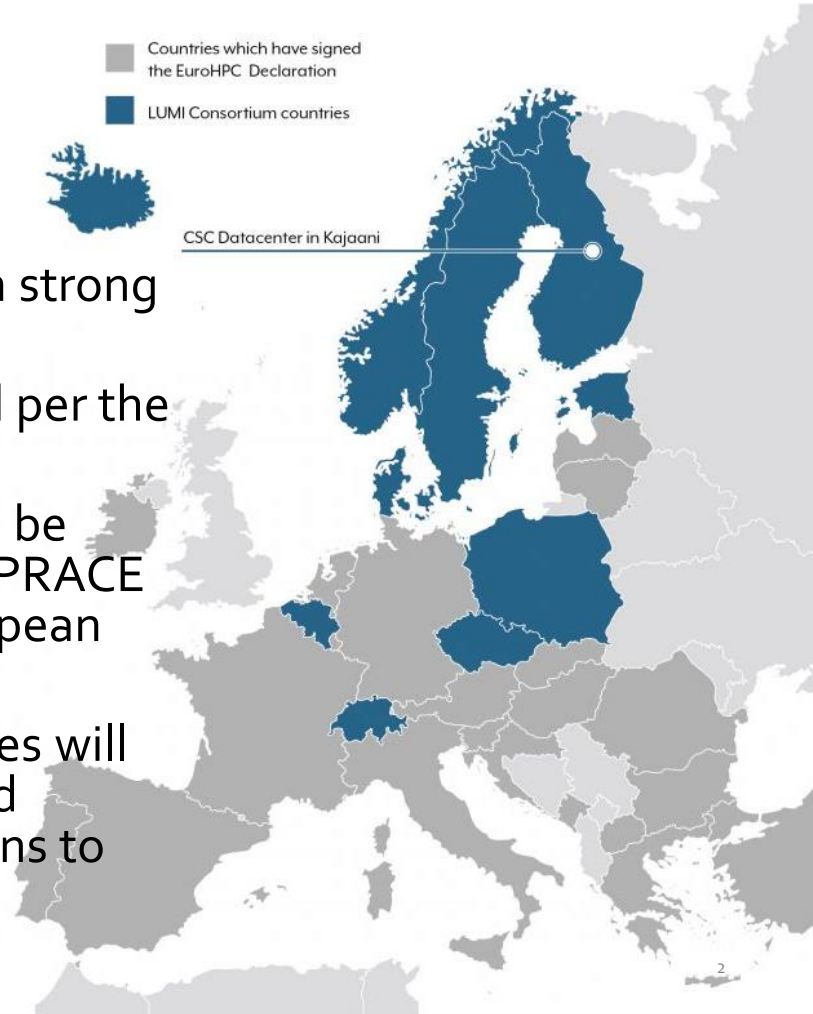 Countries which have signed
the EuroHPC Declaration
LUMI Consortium countries
CSC Datacenter in Kajaani
strong
per the
be
PRACE
pean
es will
d
ns to
2